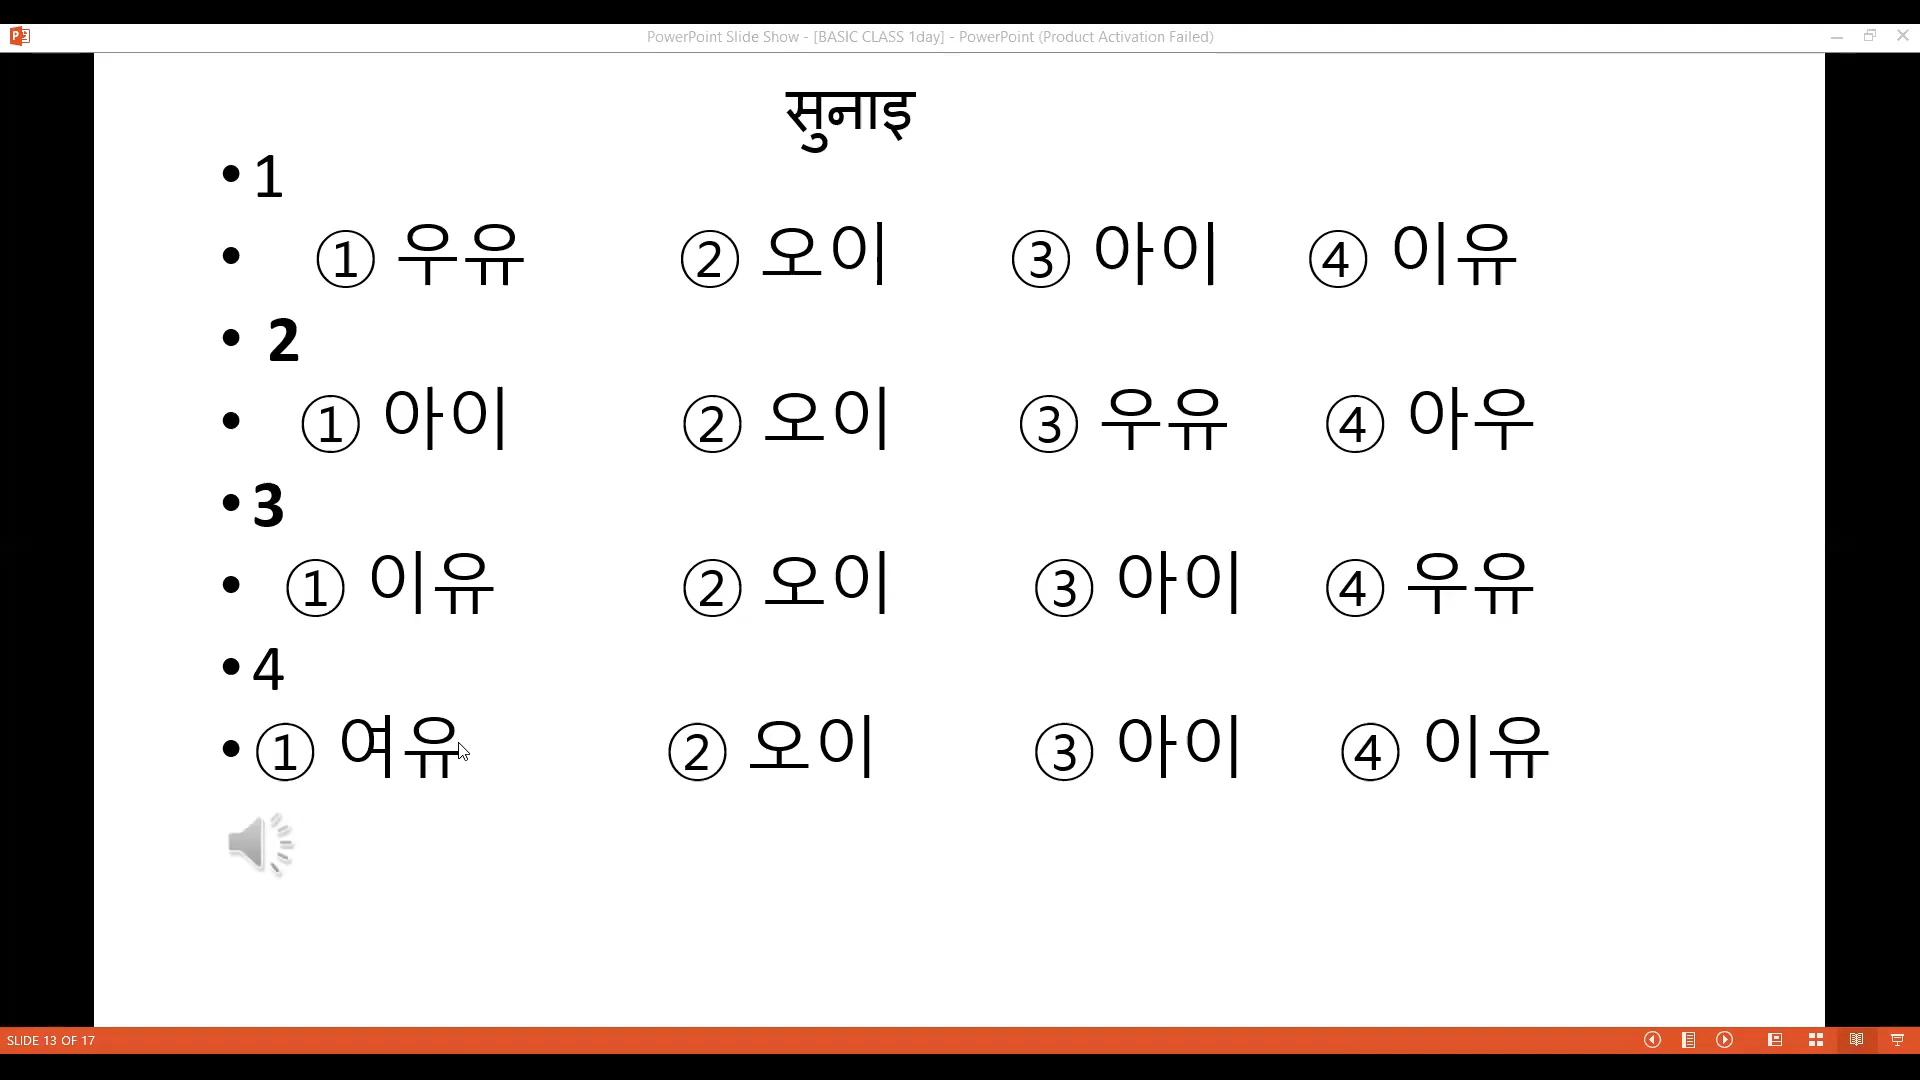 PowerPoint Slide Show - [BASIC CLASS 1day] - PowerPoint (Product Activation Failed)
सुनाइ
• 1
• ① 우유 ② 오이 ③ 아이 ④ 이유
• 2
• ① 아이 ② 오이 ③ 우유 ④ 아우
• 3
• ① 이유 ② 오이 ③ 아이 ④ 우유
• 4
• ① 여유 ② 오이 ③ 아이 ④ 이유
SLIDE 13 OF 17